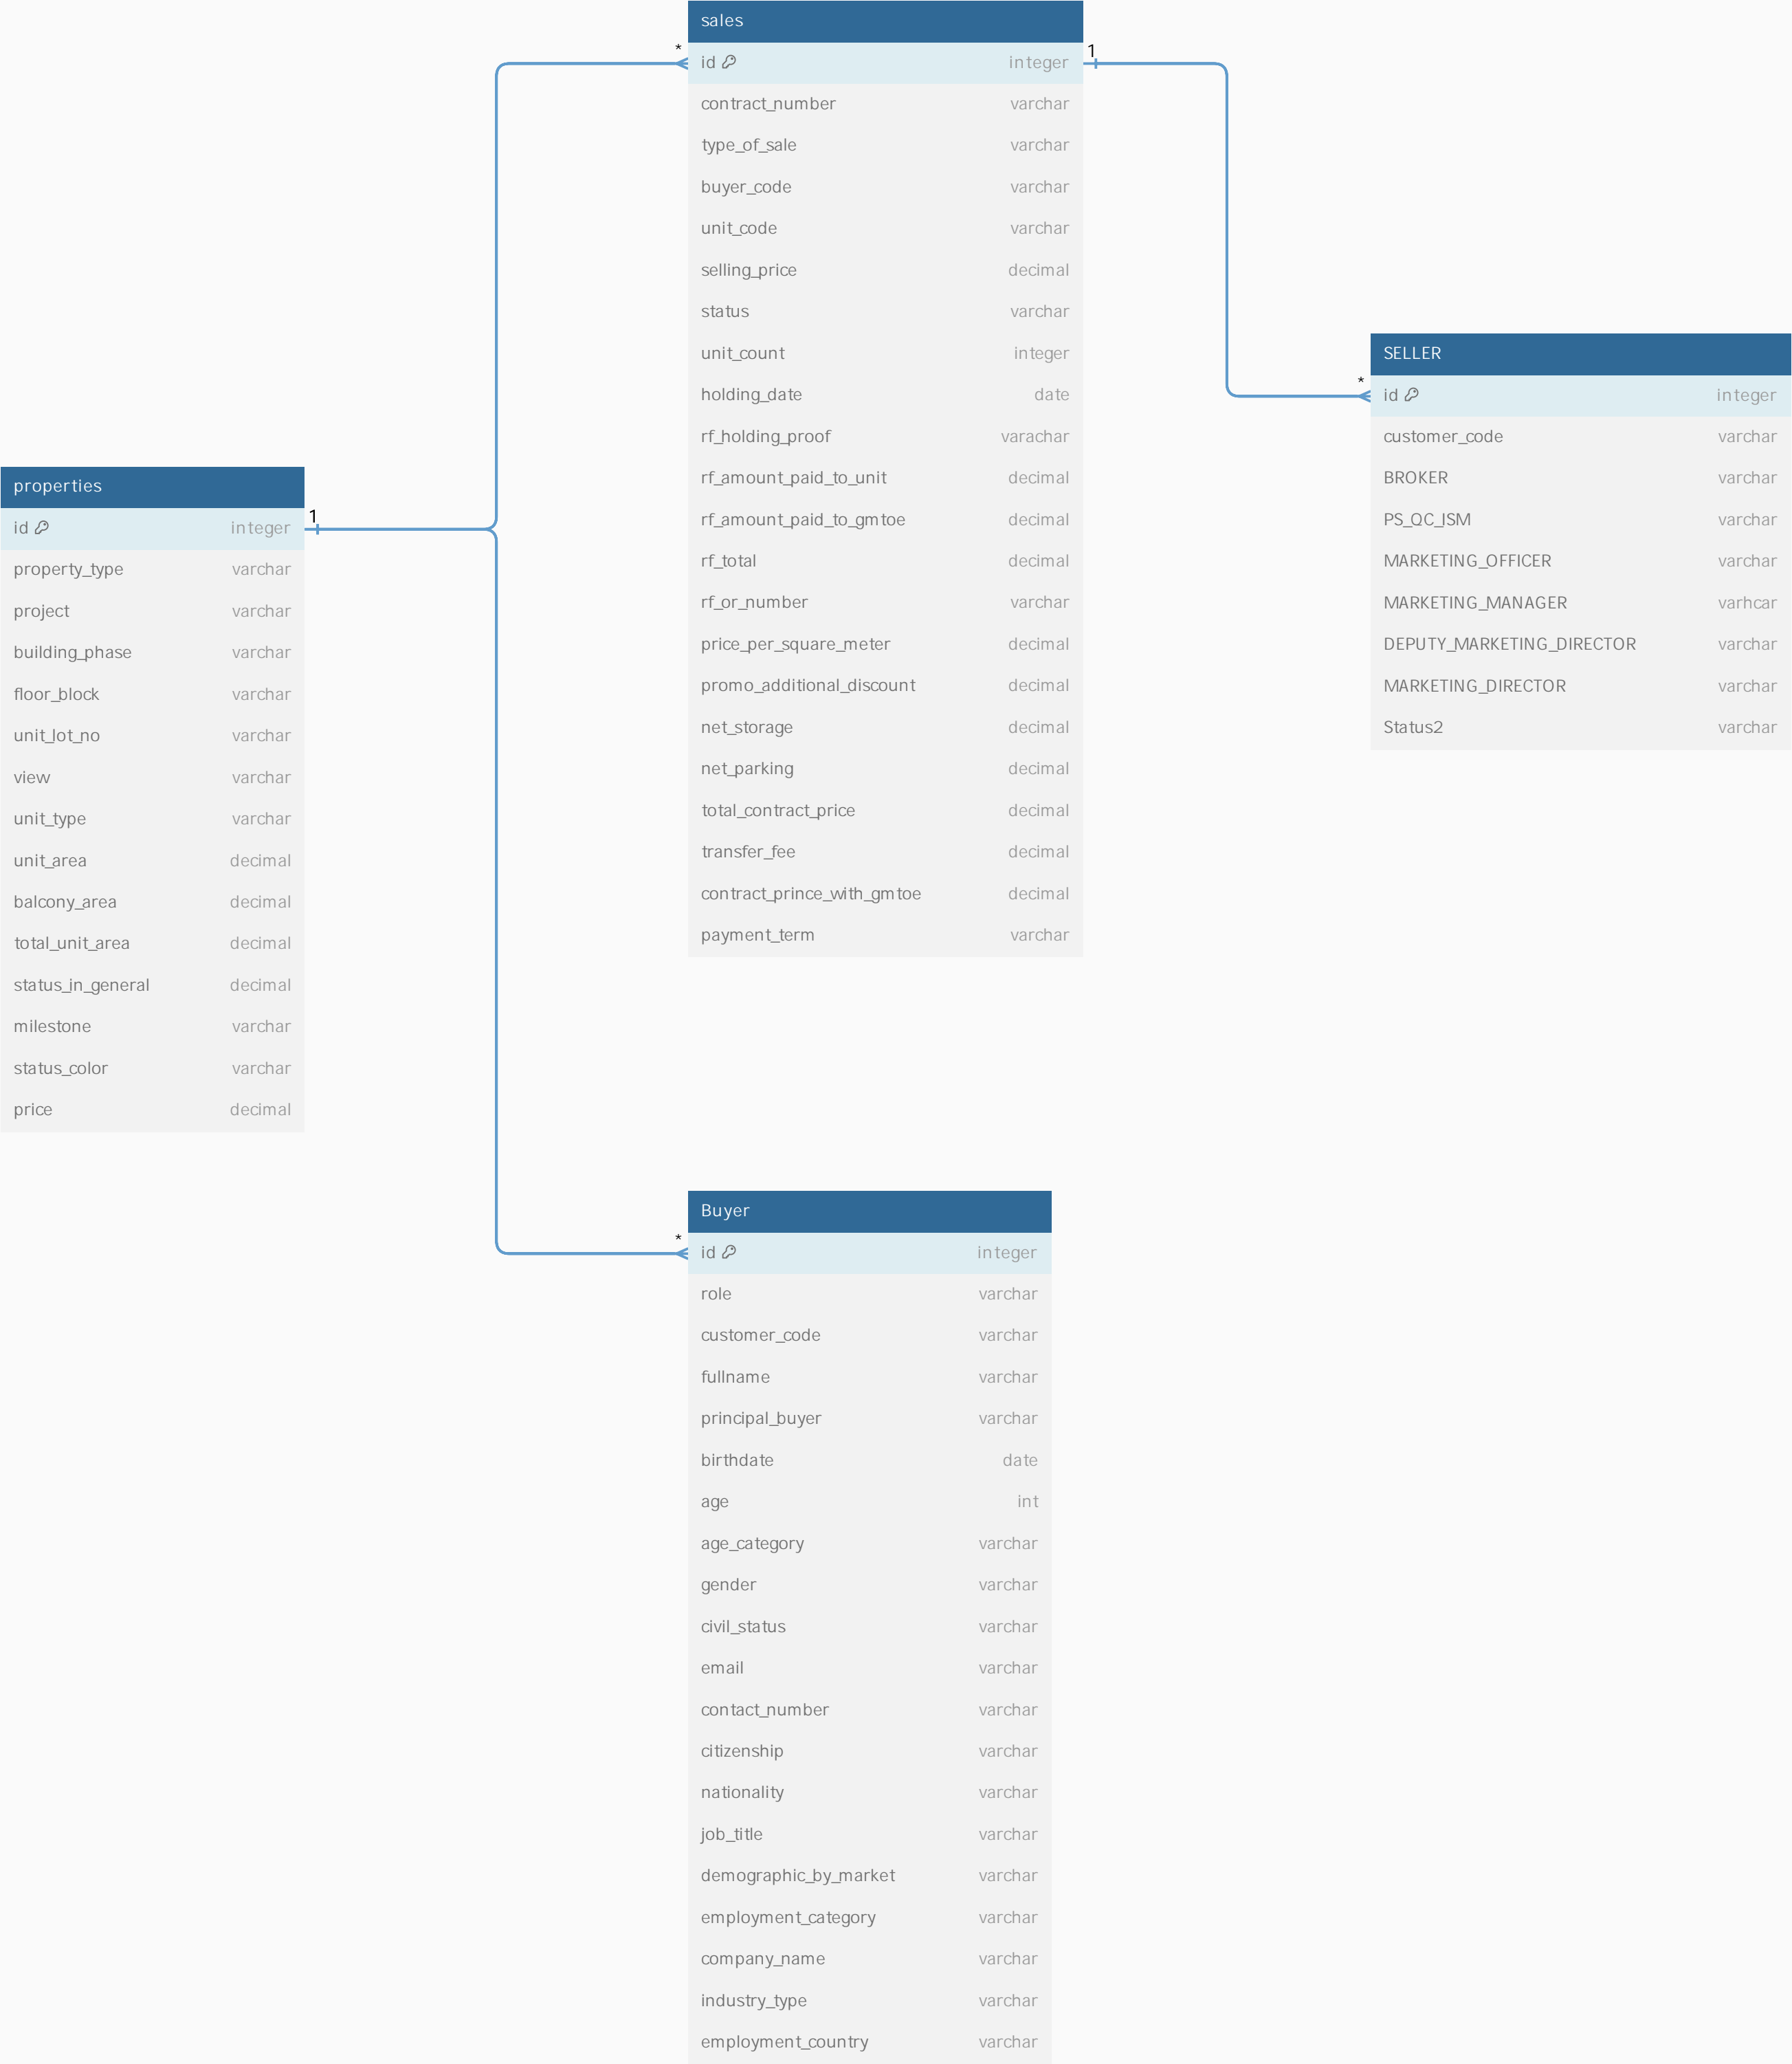 sales
* id integer 1
contract_number varchar
type_of_sale varchar
buyer_code varchar
unit_code varchar
selling_price decimal
status varchar
unit_count integer
holding_date date
rf_holding_proof varachar
rf_amount_paid_to_unit decimal
rf_amount_paid_to_gmtoe decimal
rf_total decimal
rf_or_number varchar
price_per_square_meter decimal
promo_additional_discount decimal
net_storage decimal
net_parking decimal
total_contract_price decimal
transfer_fee decimal
contract_prince_with_gmtoe decimal
payment_term varchar
SELLER
* id integer
customer_code varchar
BROKER varchar
PS_QC_ISM varchar
MARKETING_OFFICER varchar
MARKETING_MANAGER varhcar
DEPUTY_MARKETING_DIRECTOR varchar
MARKETING_DIRECTOR varchar
Status2 varchar
properties
id integer 1
property_type varchar
project varchar
building_phase varchar
floor_block varchar
unit_lot_no varchar
view varchar
unit_type varchar
unit_area decimal
balcony_area decimal
total_unit_area decimal
status_in_general decimal
milestone varchar
status_color varchar
price decimal
Buyer
* id integer
role varchar
customer_code varchar
fullname varchar
principal_buyer varchar
birthdate date
age int
age_category varchar
gender varchar
civil_status varchar
email varchar
contact_number varchar
citizenship varchar
nationality varchar
job_title varchar
demographic_by_market varchar
employment_category varchar
company_name varchar
industry_type varchar
employment_country varchar